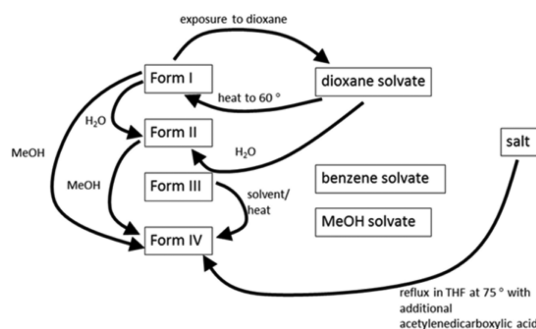 exposure to dioxane
Form I
dioxane solvate
heat to 60 °
H2O
Form II
MeOH
H2O
salt
MeOH
Form III
benzene solvate
solvent/
heat
MeOH solvate
Form IV
reflux in THF at 75 ° with
additional
acetylenedicarboxylic acid